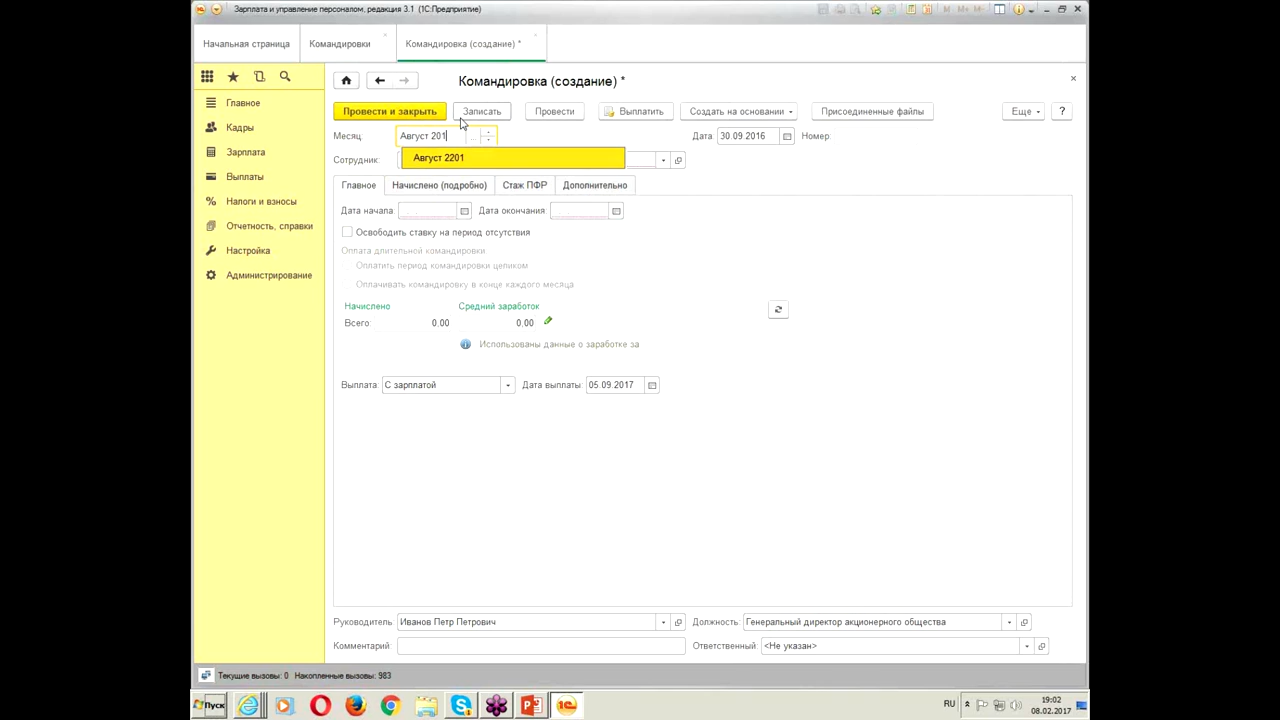 Зарплата и управление персоналом, редакция 3.1 (1С:Предприятие)
M M+ M-
Начальная страница
Командировки
Командировка (создание) *
Главное
Кадры
Зарплата
Выплаты
Налоги и взносы
Отчетность, справки
Настройка
Администрирование
Командировка (создание) *
Провести и закрыть
Записать
Провести
Выплатить
Создать на основании
Присоединенные файлы
Еще
?
Месяц:
Август 201
Дата
30.09.2016
Номер:
Август 2201
Сотрудник:
Главное
Начислено (подробно)
Стаж ПФР
Дополнительно
Дата начала
Дата окончания:
Освободить ставку на период отсутствия
Оплата длительной командировки
Оплатить период командировки целиком
Оплачивать командировку в конце каждого месяца
Начислено
Средний заработок
Всего:
0.00
0.00
Использованы данные о заработке за
Выплата:
С зарплатой
Дата выплаты:
05.09.2017
Руководитель:
Иванов Петр Петрович
Должность:
Генеральный директор акционерного общества
Комментарий:
Ответственный:
<Не указан>
Текущие вызовы: 0 Накопленные вызовы: 983
Пуск
RU
19:02
08.02.2017